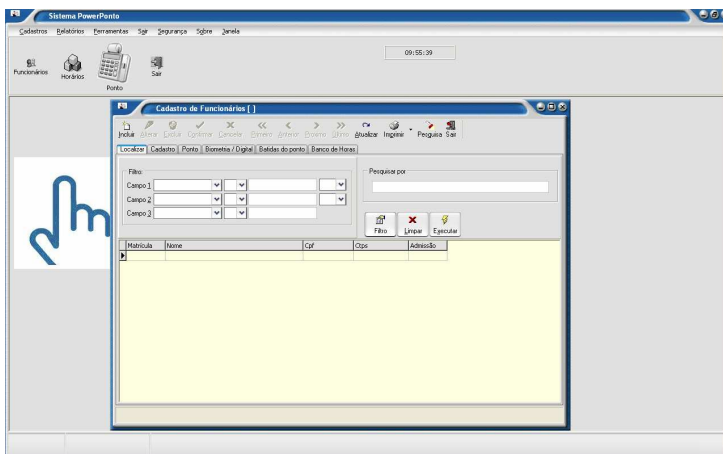 Sistema PowerPonto
Cadastros Relatórios Ferramentas Sair Segurança Sobre Janela
09:55:39
Funcionários Horários Ponto Sair
Cadastro de Funcionários [ ]
Incluir Alterar Excluir Confirmar Cancela Primeiro Anterior Próximo Último Atualizar Imprimir Pesquisa Sair
Localizar Cadastro Ponto Biometria / Digital Batidas do ponto Banco de Horas
Filtro: Pesquisar por
Campo 1
Campo 2
Campo 3
Filtro Limpar Executar
Matrícula Nome Cpf Ctps Admissão